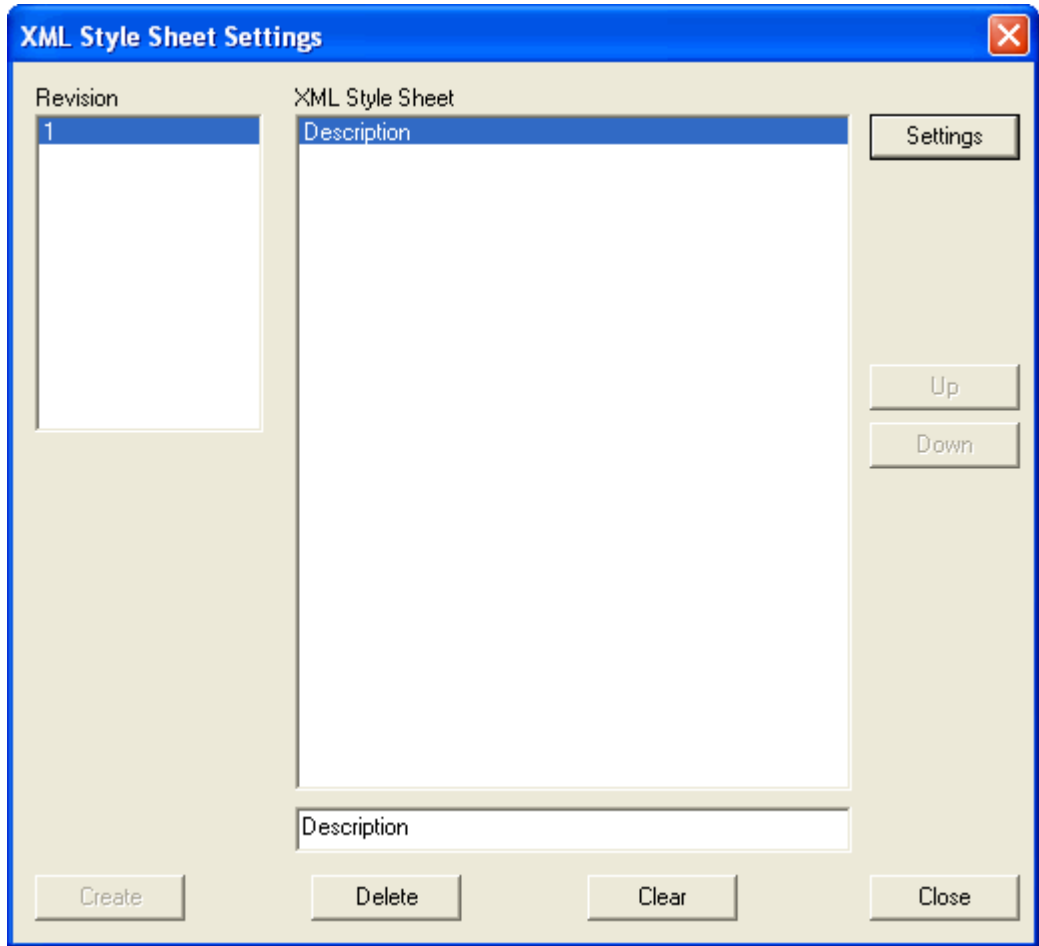 XML Style Sheet Settings
Revision
XML Style Sheet
1
Description
Settings
Up
Down
Description
Create
Delete
Clear
Close